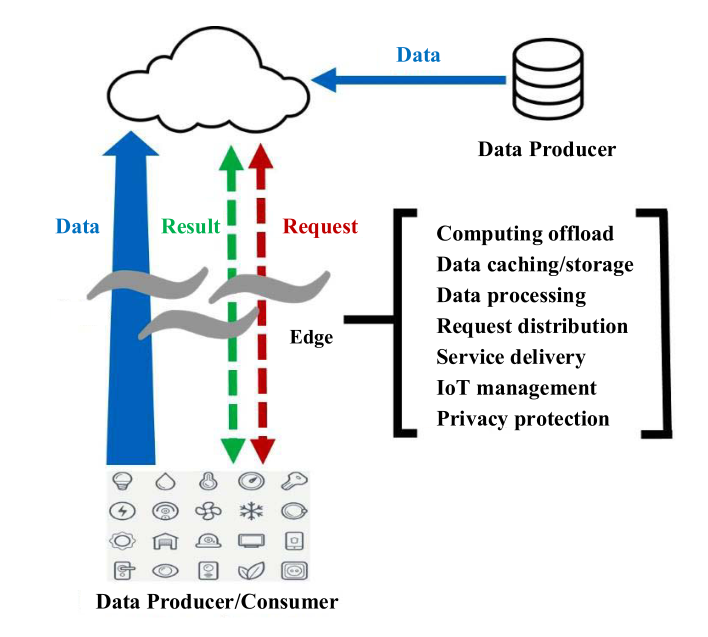 Data
Data Producer
Data
Result
Request
Computing offload
Data caching/storage
Data processing
Request distribution
Service delivery
IoT management
Privacy protection
Edge
Data Producer/Consumer